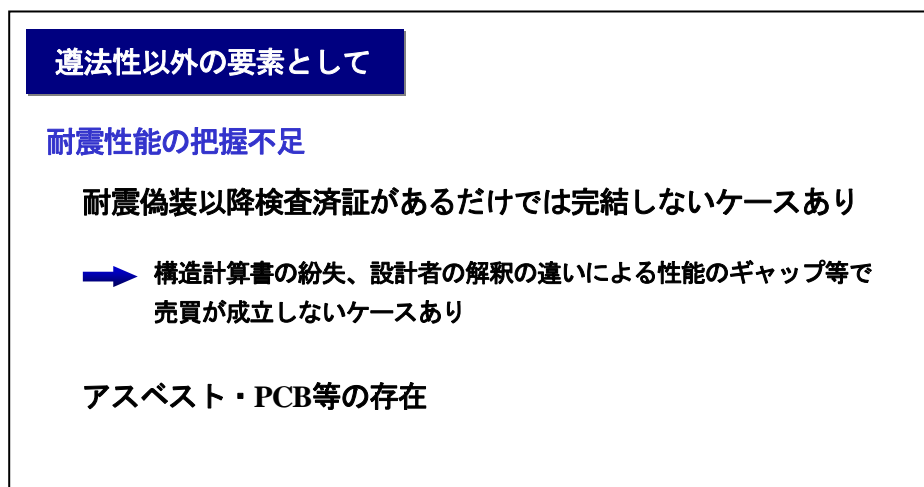 遵法性以外の要素として
耐震性能の把握不足
耐震偽装以降検査済証があるだけでは完結しないケースあり
構造計算書の紛失、設計者の解釈の違いによる性能のギャップ等で
売買が成立しないケースあり
アスベスト・PCB等の存在